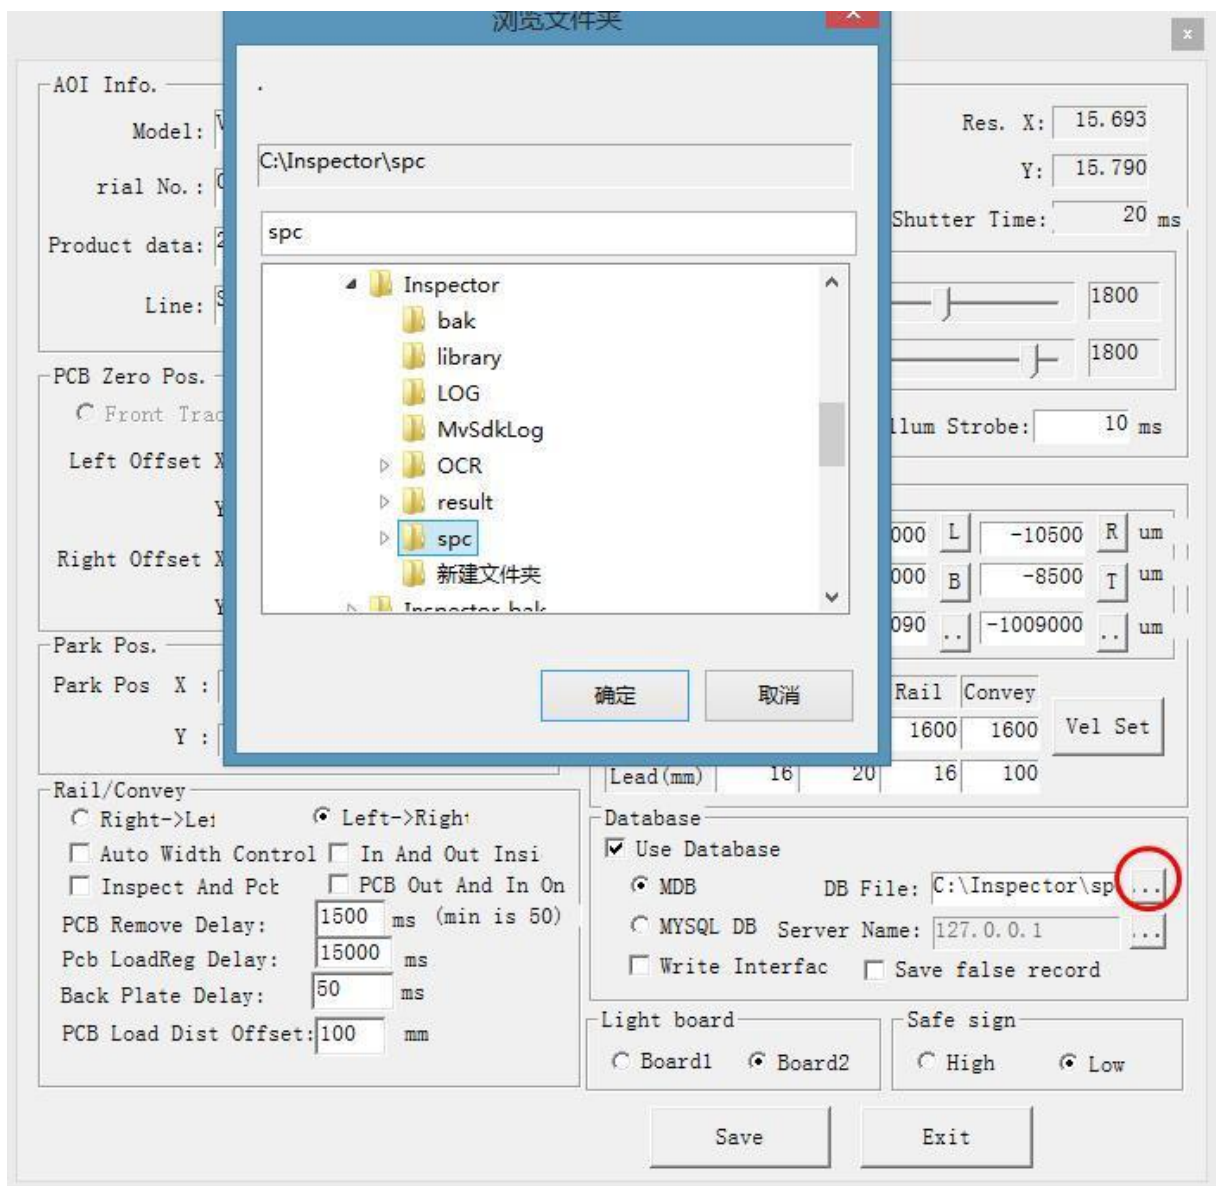 浏览文件夹
x
AOI Info.
.
Model:
Res. X: 15.693
C:\Inspector\spc
Y: 15.790
rial No.:
Shutter Time: 20 ms
spc
Product data:
Inspector
Line:
1800
bak
library
1800
PCB Zero Pos.
LOG
Front Trac
MvSdkLog
llum Strobe: 10 ms
Left Offset X
OCR
Y
result
spc
000 L -10500 R um
Right Offset X
新建文件夹
000 B -8500 T um
Y
Inspector_bak
090 .. -1009000 .. um
Park Pos.
Park Pos X :
确定 取消
Rail Convey
Y :
1600 1600 Vel Set
Lead(mm) 16 20 16 100
Rail/Convey
Right->Lef Left->Right
Auto Width Control In And Out Insi
Inspect And Pcb PCB Out And In On
PCB Remove Delay: 1500 ms (min is 50)
Pcb LoadReg Delay: 15000 ms
Back Plate Delay: 50 ms
PCB Load Dist Offset: 100 mm
Database
Use Database
MDB DB File: C:\Inspector\sp ...
MYSQL DB Server Name: 127.0.0.1 ...
Write Interfac Save false record
Light board
Board1 Board2
Safe sign
High Low
Save Exit